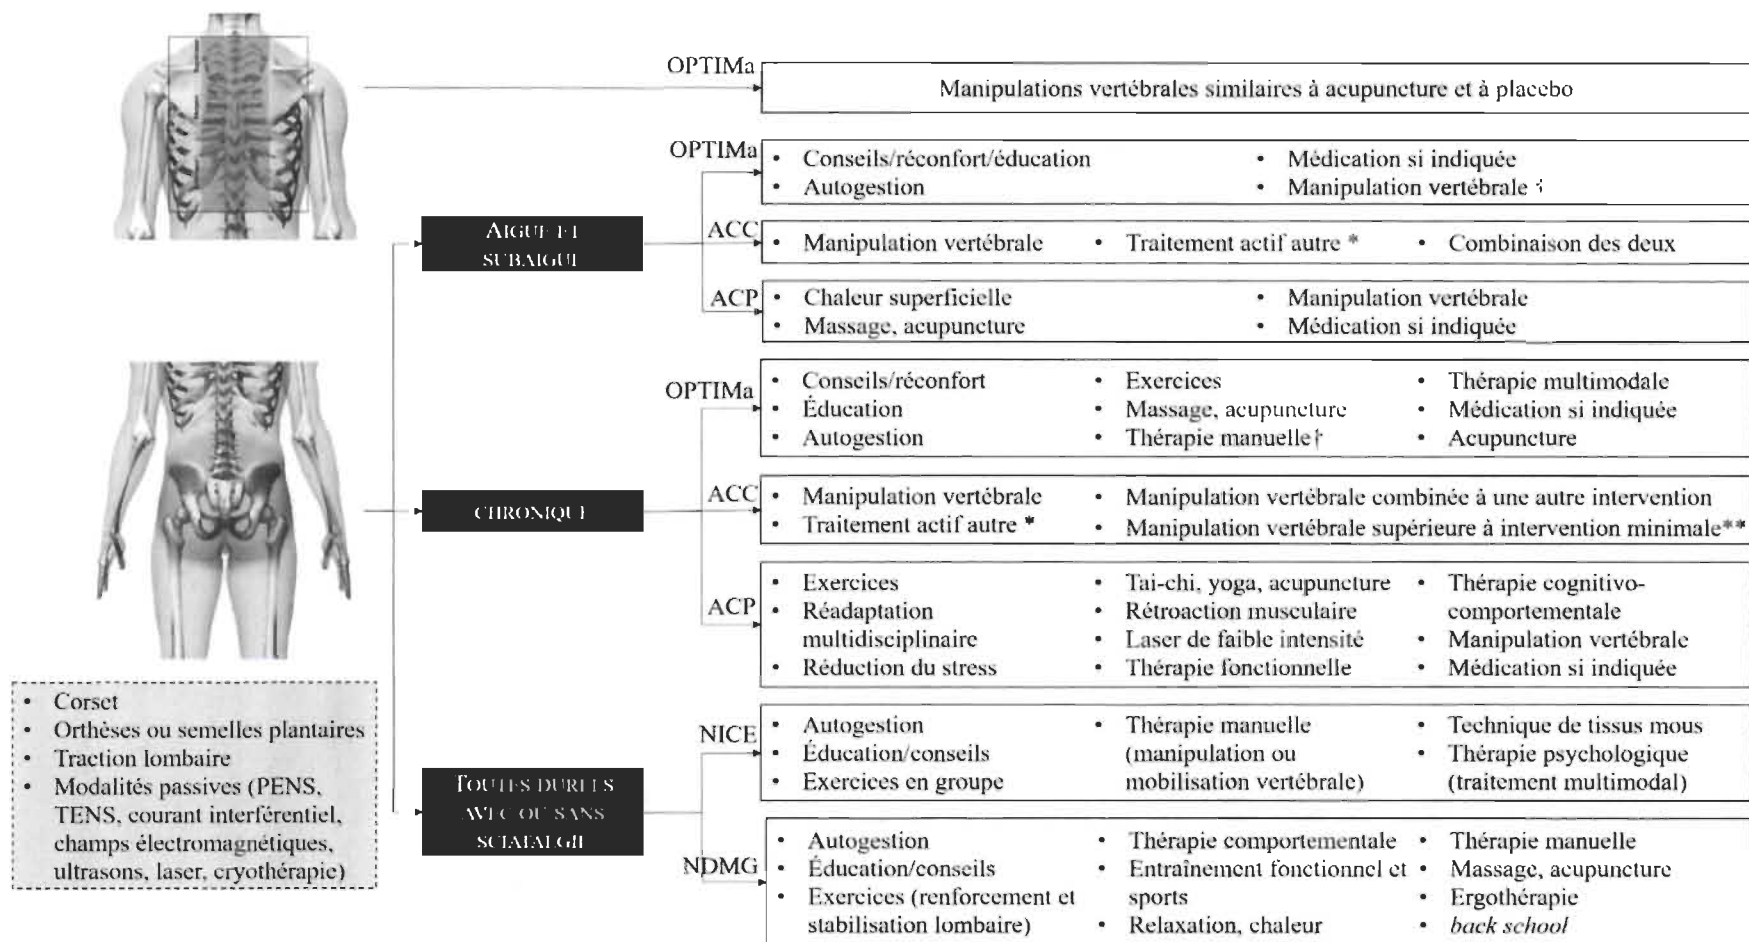 OPTIMa
Manipulations vertébrales similaires à acupuncture et à placebo
OPTIMa
• Conseils/réconfort/éducation
• Autogestion
• Médication si indiquée
• Manipulation vertébrale ‡
AIGUE ET
SUBAIGUE
ACC
• Manipulation vertébrale
• Traitement actif autre *
• Combinaison des deux
ACP
• Chaleur superficielle
• Massage, acupuncture
• Manipulation vertébrale
• Médication si indiquée
OPTIMa
• Conseils/réconfort
• Éducation
• Autogestion
• Exercices
• Massage, acupuncture
• Thérapie manuelle†
• Thérapie multimodale
• Médication si indiquée
• Acupuncture
CHRONIQUE
ACC
• Manipulation vertébrale
• Traitement actif autre *
• Manipulation vertébrale combinée à une autre intervention
• Manipulation vertébrale supérieure à intervention minimale**
ACP
• Exercices
• Réadaptation
multidisciplinaire
• Réduction du stress
• Tai-chi, yoga, acupuncture
• Rétroaction musculaire
• Laser de faible intensité
• Thérapie fonctionnelle
• Thérapie cognitivo-
comportementale
• Manipulation vertébrale
• Médication si indiquée
• Corset
• Orthèses ou semelles plantaires
• Traction lombaire
• Modalités passives (PENS,
TENS, courant interférentiel,
champs électromagnétiques,
ultrasons, laser, cryothérapie)
TOUTES DURÉES
AVEC OU SANS
SCIATALGIE
NICE
• Autogestion
• Éducation/conseils
• Exercices en groupe
• Thérapie manuelle
(manipulation ou
mobilisation vertébrale)
• Technique de tissus mous
• Thérapie psychologique
(traitement multimodal)
NDMG
• Autogestion
• Éducation/conseils
• Exercices (renforcement et
stabilisation lombaire)
• Thérapie comportementale
• Entraînement fonctionnel et
sports
• Relaxation, chaleur
• Thérapie manuelle
• Massage, acupuncture
• Ergothérapie
• back school